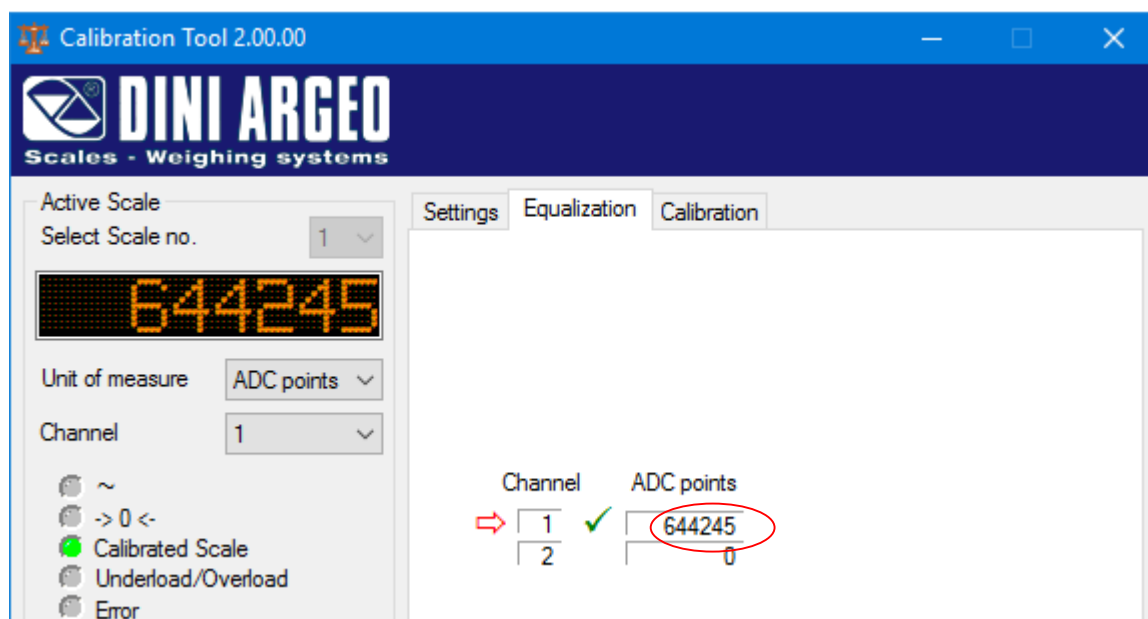 Calibration Tool 2.00.00
DINI ARGEO
Scales - Weighing systems
Active Scale
Select Scale no. 1
644245
Unit of measure ADC points
Channel 1
~
-> 0 <-
Calibrated Scale
Underload/Overload
Error
Settings Equalization Calibration
Channel ADC points
1 644245
2 0